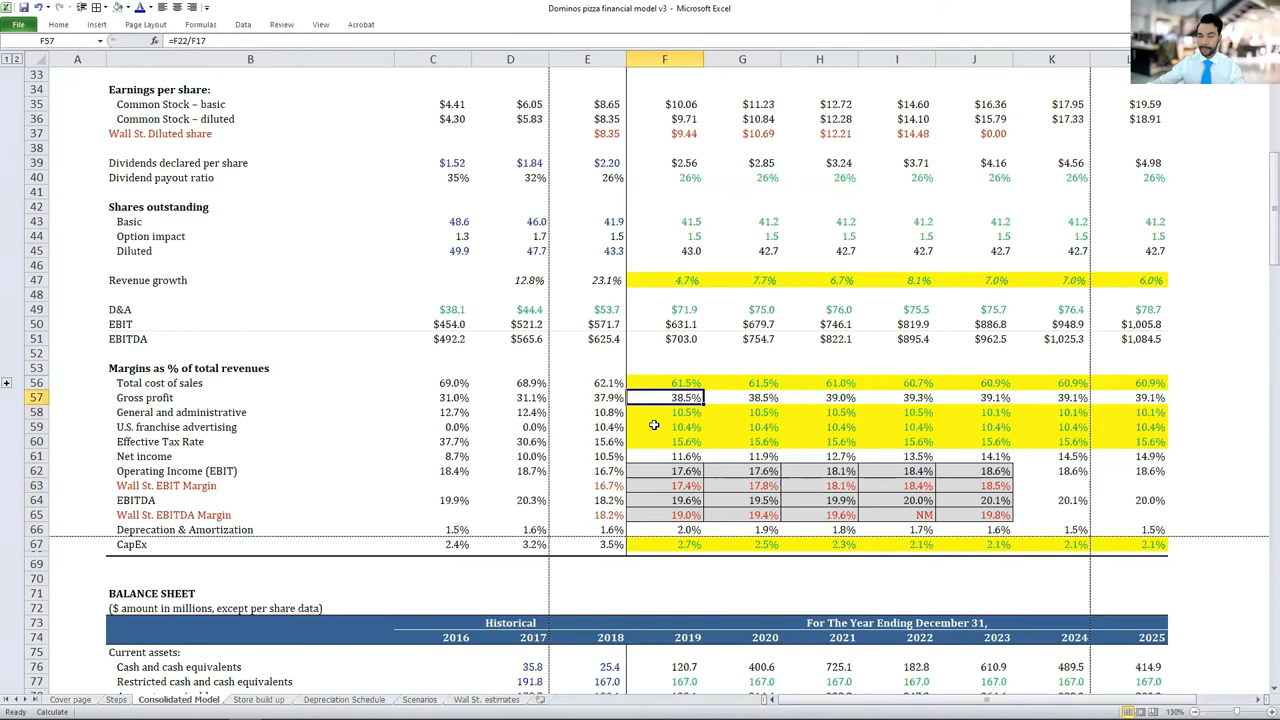 Dominos pizza financial model v3 - Microsoft Excel
File Home Insert Page Layout Formulas Data Review View
F57 fx =F22/F17
1 2 A B C D E F G H I J K L
33
34 Earnings per share:
35 Common Stock – basic $4.41 $6.05 $8.65 $10.06 $11.23 $12.72 $14.60 $16.36 $17.95 $19.59
36 Common Stock – diluted $4.30 $5.83 $8.35 $9.71 $10.84 $12.28 $14.10 $15.79 $17.33 $18.91
37 Wall St. Diluted share $8.35 $9.44 $10.69 $12.21 $14.48 $0.00
38
39 Dividends declared per share $1.52 $1.84 $2.20 $2.56 $2.85 $3.24 $3.71 $4.16 $4.56 $4.98
40 Dividend payout ratio 35% 32% 26% 26% 26% 26% 26% 26% 26% 26%
41
42 Shares outstanding
43 Basic 48.6 46.0 41.9 41.5 41.2 41.2 41.2 41.2 41.2 41.2
44 Option impact 1.3 1.7 1.5 1.5 1.5 1.5 1.5 1.5 1.5 1.5
45 Diluted 49.9 47.7 43.3 43.0 42.7 42.7 42.7 42.7 42.7 42.7
46
47 Revenue growth 12.8% 23.1% 4.7% 7.7% 6.7% 8.1% 7.0% 7.0% 6.0%
48
49 D&A $38.1 $44.4 $53.7 $71.9 $75.0 $76.0 $75.5 $75.7 $76.4 $78.7
50 EBIT $454.0 $521.2 $571.7 $631.1 $679.7 $746.1 $819.9 $886.8 $948.9 $1,005.8
51 EBITDA $492.2 $565.6 $625.4 $703.0 $754.7 $822.1 $895.4 $962.5 $1,025.3 $1,084.5
52
53 Margins as % of total revenues
56 Total cost of sales 69.0% 68.9% 62.1% 61.5% 61.5% 61.0% 60.7% 60.9% 60.9% 60.9%
57 Gross profit 31.0% 31.1% 37.9% 38.5% 38.5% 39.0% 39.3% 39.1% 39.1% 39.1%
58 General and administrative 12.7% 12.4% 10.8% 10.5% 10.5% 10.5% 10.5% 10.1% 10.1% 10.1%
59 U.S. franchise advertising 0.0% 0.0% 10.4% 10.4% 10.4% 10.4% 10.4% 10.4% 10.4% 10.4%
60 Effective Tax Rate 37.7% 30.6% 15.6% 15.6% 15.6% 15.6% 15.6% 15.6% 15.6% 15.6%
61 Net income 8.7% 10.0% 10.5% 11.6% 11.9% 12.7% 13.5% 14.1% 14.5% 14.9%
62 Operating Income (EBIT) 18.4% 18.7% 16.7% 17.6% 17.6% 18.1% 18.4% 18.6% 18.6% 18.6%
63 Wall St. EBIT Margin 16.7% 17.4% 17.8% 18.1% 18.4% 18.5%
64 EBITDA 19.9% 20.3% 18.2% 19.6% 19.5% 19.9% 20.0% 20.1% 20.1% 20.0%
65 Wall St. EBITDA Margin 18.2% 19.0% 19.4% 19.6% NM 19.8%
66 Deprecation & Amortization 1.5% 1.6% 1.6% 2.0% 1.9% 1.8% 1.7% 1.6% 1.5% 1.5%
67 CapEx 2.4% 3.2% 3.5% 2.7% 2.5% 2.3% 2.1% 2.1% 2.1% 2.1%
69
70
71 BALANCE SHEET
72 ($ amount in millions, except per share data)
73 Historical For The Year Ending December 31,
74 2016 2017 2018 2019 2020 2021 2022 2023 2024 2025
75 Current assets:
76 Cash and cash equivalents 35.8 25.4 120.7 400.6 725.1 182.8 610.9 489.5 414.9
77 Restricted cash and cash equivalents 191.8 167.0 167.0 167.0 167.0 167.0 167.0 167.0 167.0
Cover page Steps Consolidated Model Store build up Depreciation Schedule Scenarios Wall St. estimates
Ready Calculate 130%